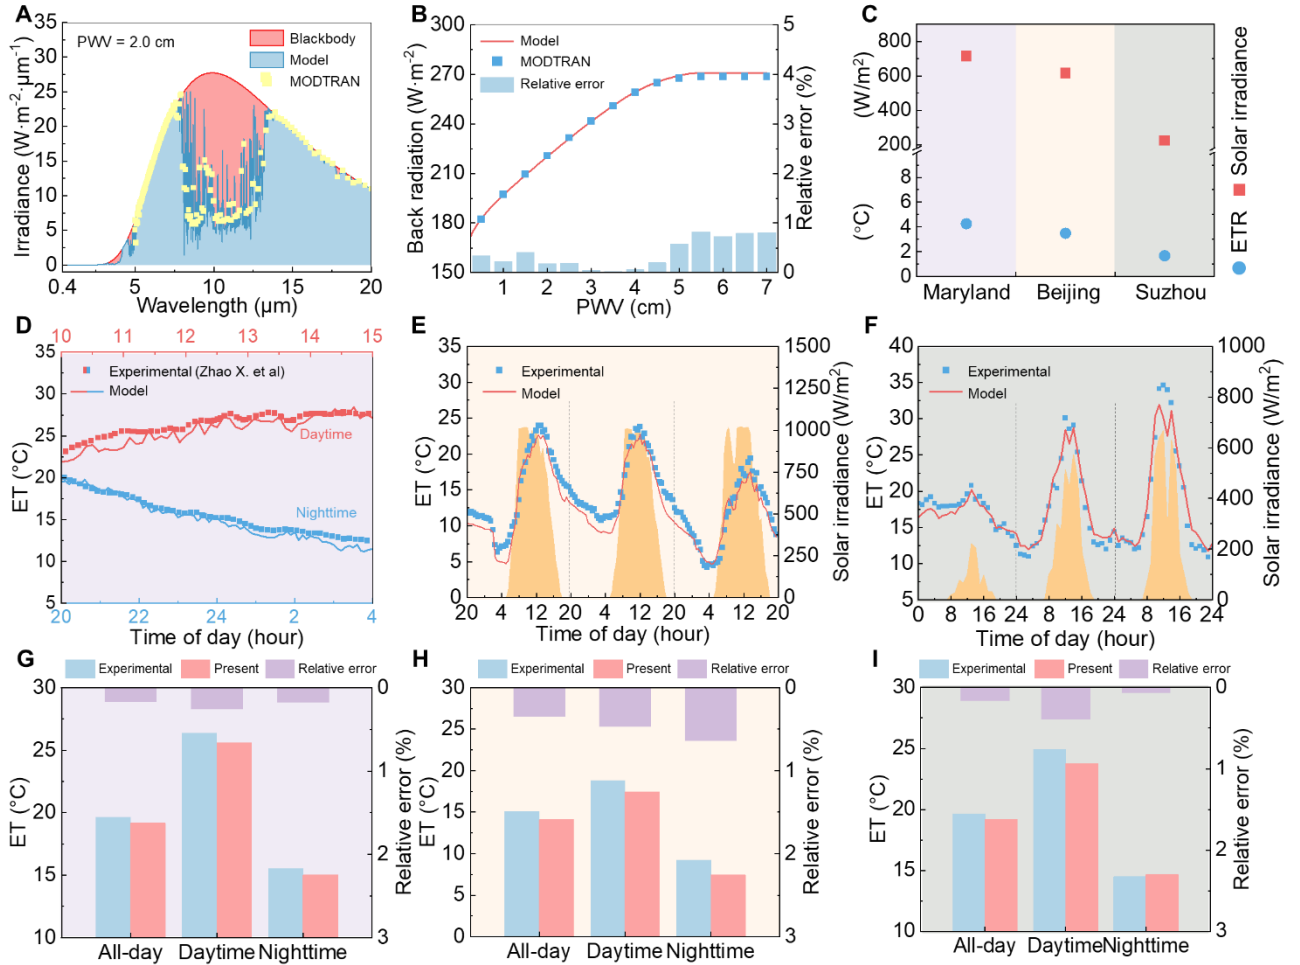 A
PWV = 2.0 cm
Blackbody
Model
MODTRAN
Irradiance (W·m-2·μm-1)
35
30
25
20
15
10
5
0
0.4 5 10 15 20
Wavelength (μm)
B
Model
MODTRAN
Relative error
Back radiation (W·m-2)
300
270
240
210
180
150
5
4
3
2
1
0
Relative error (%)
1 2 3 4 5 6 7
PWV (cm)
C
(W/m2)
800
600
400
200
(°C)
8
6
4
2
0
Maryland Beijing Suzhou
ETR Solar irradiance
D
10 11 12 13 14 15
Experimental (Zhao X. et al)
Model
Daytime
Nighttime
ET (°C)
35
30
25
20
15
10
5
20 22 24 2 4
Time of day (hour)
E
Experimental
Model
ET (°C)
35
30
25
20
15
10
5
0
1500
1250
1000
750
500
250
0
Solar irradiance (W/m2)
20 4 12 20 4 12 20 4 12 20
Time of day (hour)
F
Experimental
Model
ET (°C)
40
35
30
25
20
15
10
5
1000
800
600
400
200
0
Solar irradiance (W/m2)
0 8 16 24 8 16 24 8 16 24
Time of day (hour)
G
Experimental Present Relative error
ET (°C)
30
25
20
15
10
0
1
2
3
Relative error (%)
All-day Daytime Nighttime
H
Experimental Present Relative error
ET (°C)
30
25
20
15
10
5
0
0
1
2
3
Relative error (%)
All-day Daytime Nighttime
I
Experimental Present Relative error
ET (°C)
30
25
20
15
10
0
1
2
3
Relative error (%)
All-day Daytime Nighttime